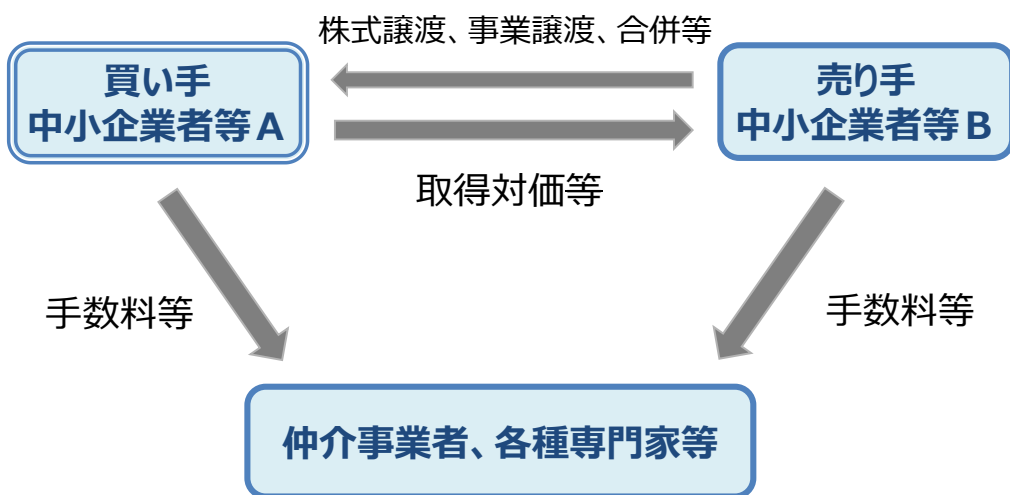 株式譲渡、事業譲渡、合併等
買い手
中小企業者等A
売り手
中小企業者等B
取得対価等
手数料等
手数料等
仲介事業者、各種専門家等